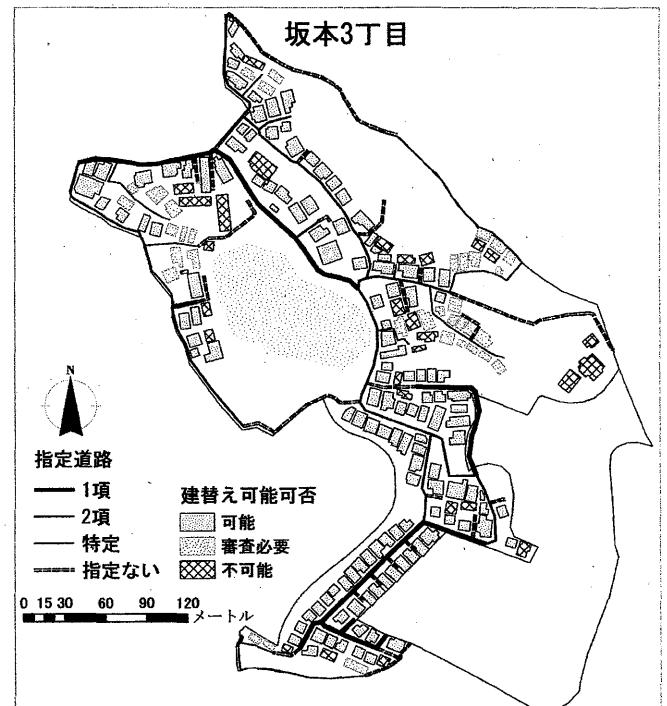 坂本3丁目
N
指定道路
1項
2項
特定
指定ない
建替え可能可否
可能
審査必要
不可能
0 15 30 60 90 120 メートル